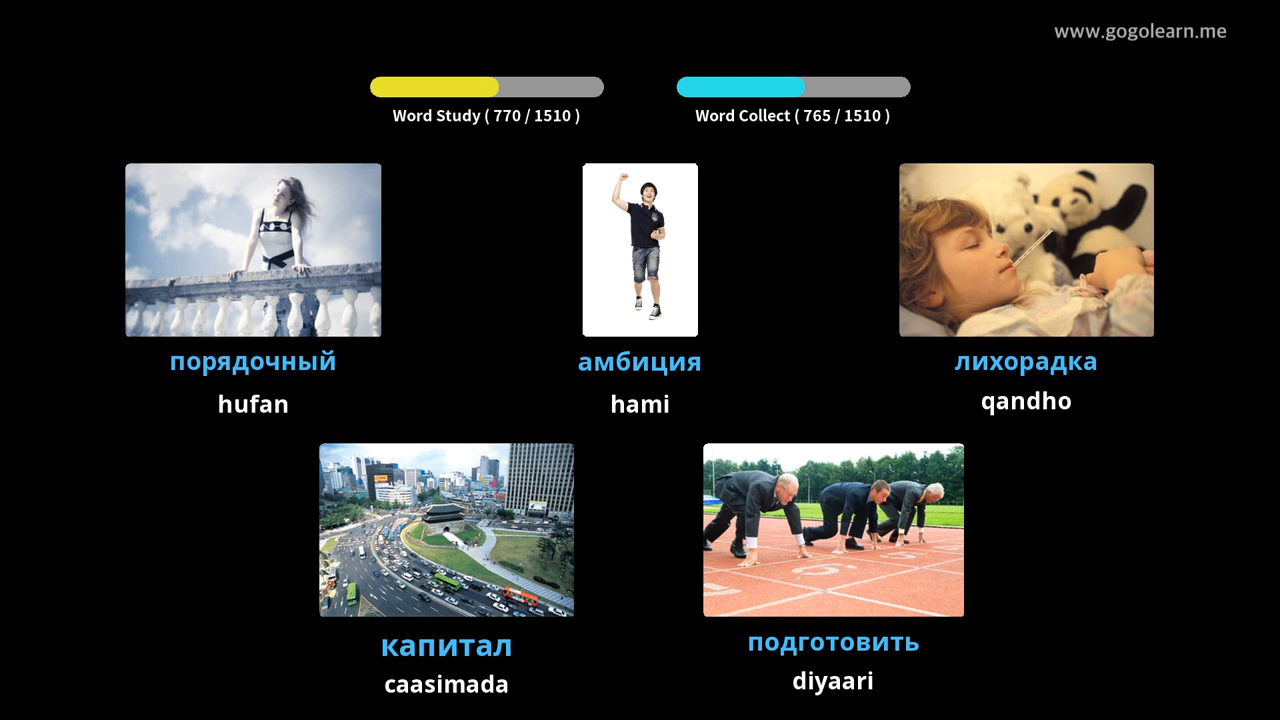 www.gogolearn.me
Word Study ( 770 / 1510 )
Word Collect ( 765 / 1510 )
порядочный
hufan
амбиция
hami
лихорадка
qandho
капитал
caasimada
подготовить
diyaari